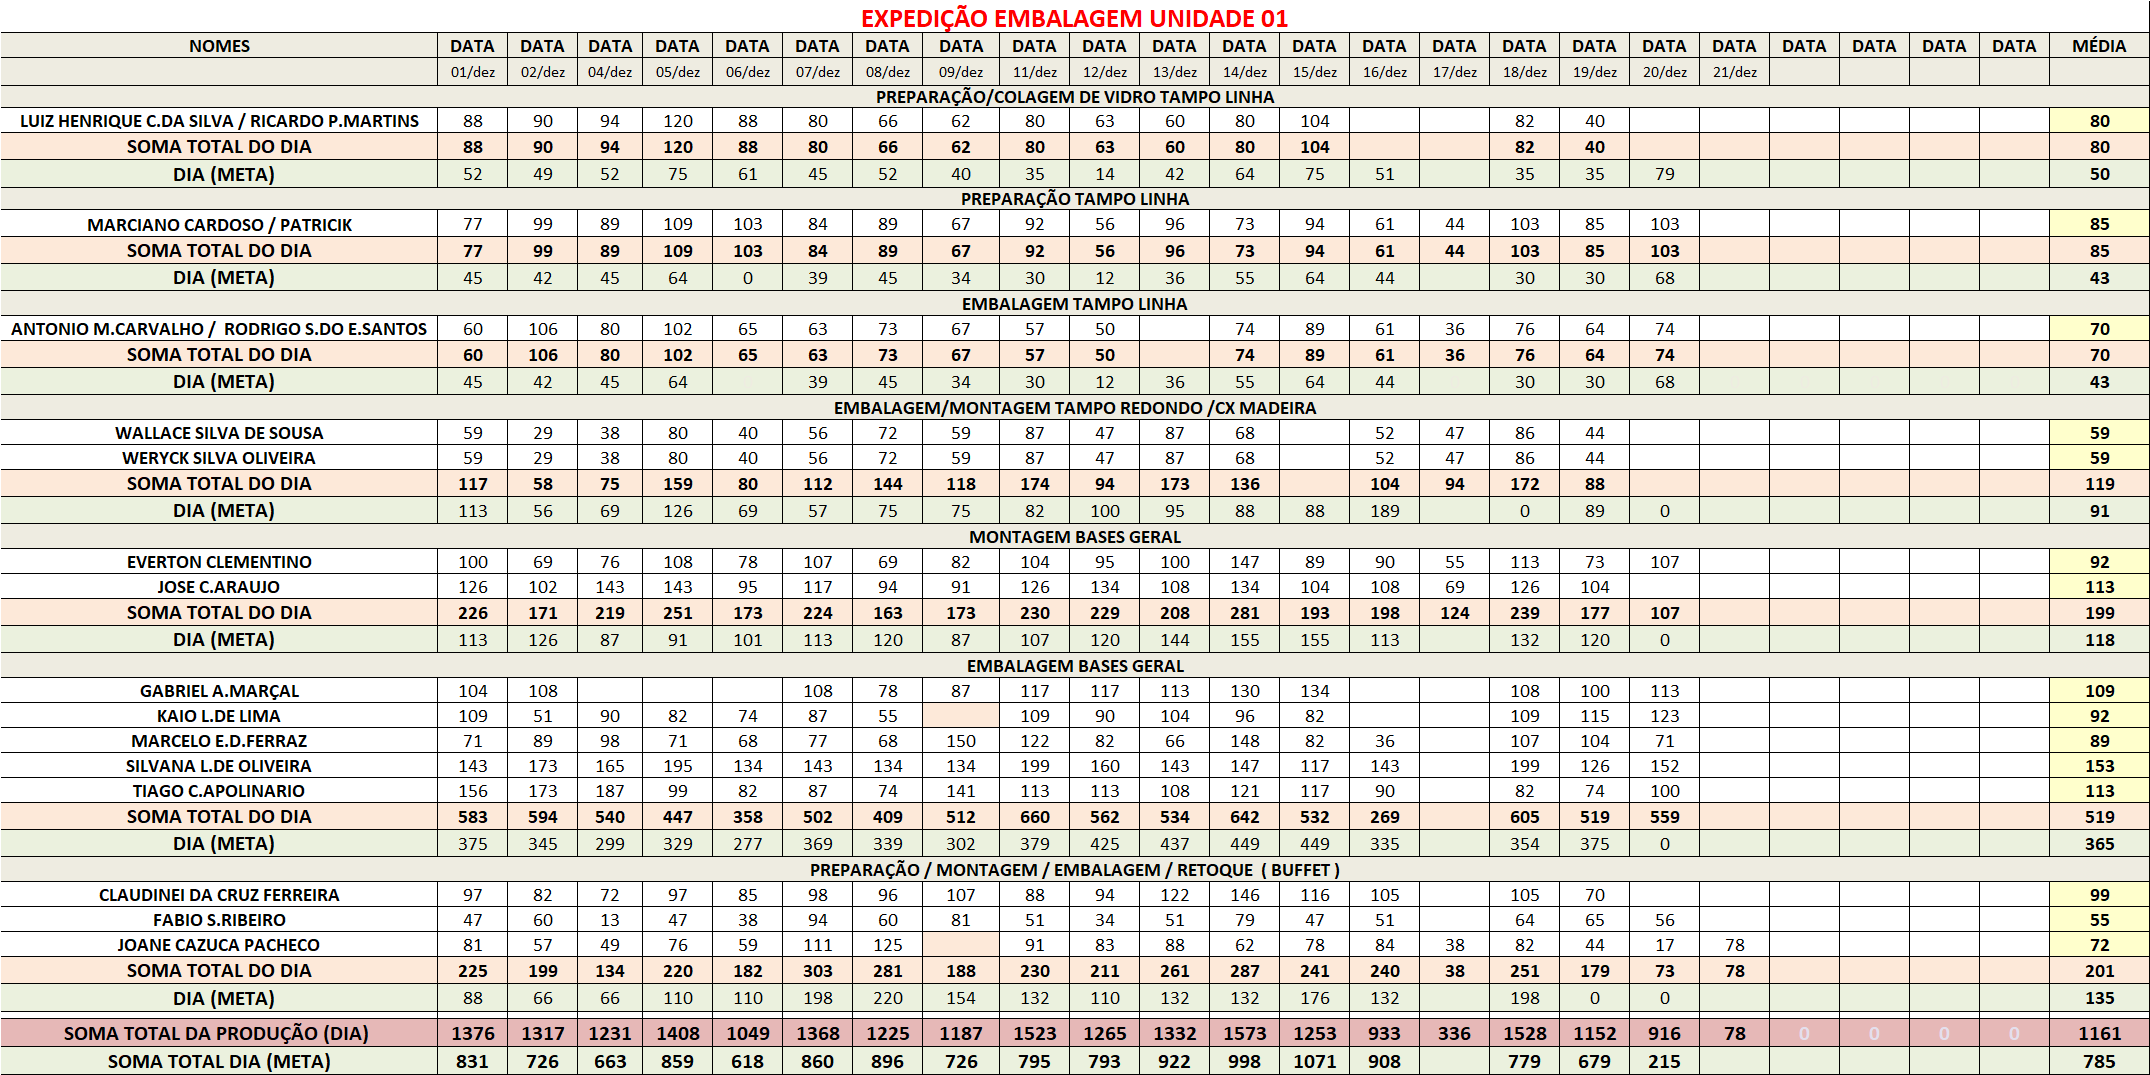 EXPEDIÇÃO EMBALAGEM UNIDADE 01
NOMES DATA DATA DATA DATA DATA DATA DATA DATA DATA DATA DATA DATA DATA DATA DATA DATA DATA DATA DATA DATA DATA DATA DATA MÉDIA
01/dez 02/dez 04/dez 05/dez 06/dez 07/dez 08/dez 09/dez 11/dez 12/dez 13/dez 14/dez 15/dez 16/dez 17/dez 18/dez 19/dez 20/dez 21/dez
PREPARAÇÃO/COLAGEM DE VIDRO TAMPO LINHA
LUIZ HENRIQUE C.DA SILVA / RICARDO P.MARTINS 88 90 94 120 88 80 66 62 80 63 60 80 104 82 40 80
SOMA TOTAL DO DIA 88 90 94 120 88 80 66 62 80 63 60 80 104 82 40 80
DIA (META) 52 49 52 75 61 45 52 40 35 14 42 64 75 51 35 35 79 50
PREPARAÇÃO TAMPO LINHA
MARCIANO CARDOSO / PATRICIK 77 99 89 109 103 84 89 67 92 56 96 73 94 61 44 103 85 103 85
SOMA TOTAL DO DIA 77 99 89 109 103 84 89 67 92 56 96 73 94 61 44 103 85 103 85
DIA (META) 45 42 45 64 0 39 45 34 30 12 36 55 64 44 30 30 68 43
EMBALAGEM TAMPO LINHA
ANTONIO M.CARVALHO / RODRIGO S.DO E.SANTOS 60 106 80 102 65 63 73 67 57 50 74 89 61 36 76 64 74 70
SOMA TOTAL DO DIA 60 106 80 102 65 63 73 67 57 50 74 89 61 36 76 64 74 70
DIA (META) 45 42 45 64 39 45 34 30 12 36 55 64 44 30 30 68 43
EMBALAGEM/MONTAGEM TAMPO REDONDO /CX MADEIRA
WALLACE SILVA DE SOUSA 59 29 38 80 40 56 72 59 87 47 87 68 52 47 86 44 59
WERYCK SILVA OLIVEIRA 59 29 38 80 40 56 72 59 87 47 87 68 52 47 86 44 59
SOMA TOTAL DO DIA 117 58 75 159 80 112 144 118 174 94 173 136 104 94 172 88 119
DIA (META) 113 56 69 126 69 57 75 75 82 100 95 88 88 189 0 89 0 91
MONTAGEM BASES GERAL
EVERTON CLEMENTINO 100 69 76 108 78 107 69 82 104 95 100 147 89 90 55 113 73 107 92
JOSE C.ARAUJO 126 102 143 143 95 117 94 91 126 134 108 134 104 108 69 126 104 113
SOMA TOTAL DO DIA 226 171 219 251 173 224 163 173 230 229 208 281 193 198 124 239 177 107 199
DIA (META) 113 126 87 91 101 113 120 87 107 120 144 155 155 113 132 120 0 118
EMBALAGEM BASES GERAL
GABRIEL A.MARÇAL 104 108 108 78 87 117 117 113 130 134 108 100 113 109
KAIO L.DE LIMA 109 51 90 82 74 87 55 109 90 104 96 82 109 115 123 92
MARCELO E.D.FERRAZ 71 89 98 71 68 77 68 150 122 82 66 148 82 36 107 104 71 89
SILVANA L.DE OLIVEIRA 143 173 165 195 134 143 134 134 199 160 143 147 117 143 199 126 152 153
TIAGO C.APOLINARIO 156 173 187 99 82 87 74 141 113 113 108 121 117 90 82 74 100 113
SOMA TOTAL DO DIA 583 594 540 447 358 502 409 512 660 562 534 642 532 269 605 519 559 519
DIA (META) 375 345 299 329 277 369 339 302 379 425 437 449 449 335 354 375 0 365
PREPARAÇÃO / MONTAGEM / EMBALAGEM / RETOQUE ( BUFFET )
CLAUDINEI DA CRUZ FERREIRA 97 82 72 97 85 98 96 107 88 94 122 146 116 105 105 70 99
FABIO S.RIBEIRO 47 60 13 47 38 94 60 81 51 34 51 79 47 51 64 65 56 55
JOANE CAZUCA PACHECO 81 57 49 76 59 111 125 91 83 88 62 78 84 38 82 44 17 78 72
SOMA TOTAL DO DIA 225 199 134 220 182 303 281 188 230 211 261 287 241 240 38 251 179 73 78 201
DIA (META) 88 66 66 110 110 198 220 154 132 110 132 132 176 132 198 0 0 135
SOMA TOTAL DA PRODUÇÃO (DIA) 1376 1317 1231 1408 1049 1368 1225 1187 1523 1265 1332 1573 1253 933 336 1528 1152 916 78 0 0 0 0 1161
SOMA TOTAL DIA (META) 831 726 663 859 618 860 896 726 795 793 922 998 1071 908 779 679 215 785